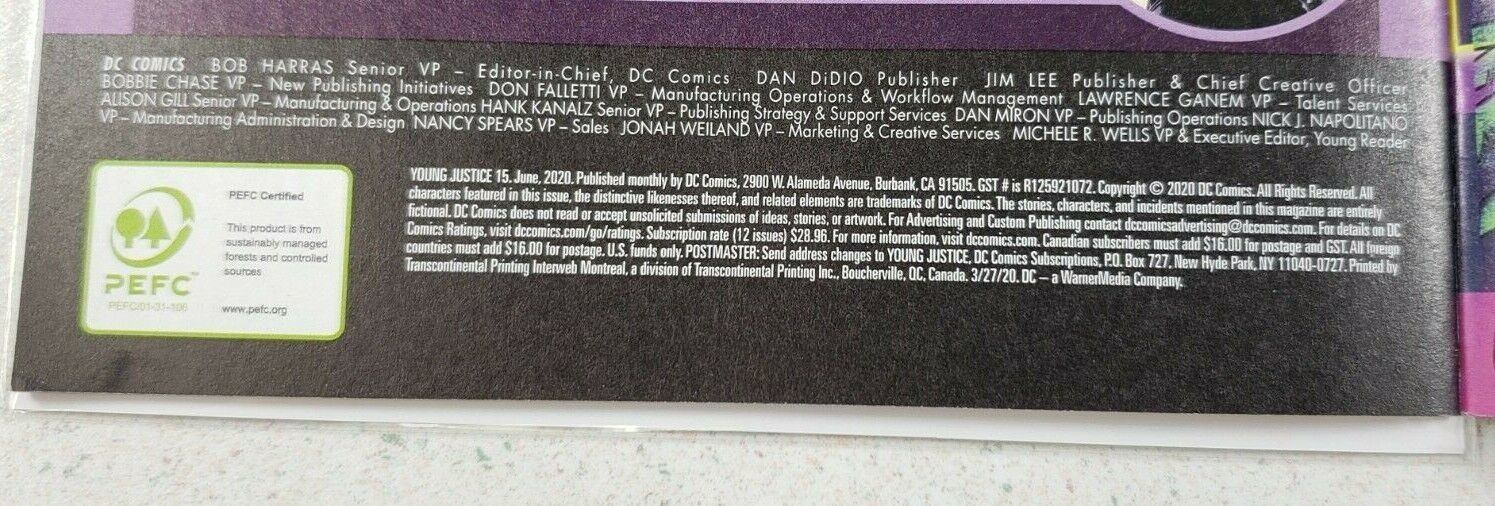 DC COMICS BOB HARRAS Senior VP – Editor-in-Chief, DC Comics DAN DiDIO Publisher JIM LEE Publisher & Chief Creative Officer
BOBBIE CHASE VP – New Publishing Initiatives DON FALLETTI VP – Manufacturing Operations & Workflow Management LAWRENCE GANEM VP – Talent Services
ALISON GILL Senior VP – Manufacturing & Operations HANK KANALZ Senior VP – Publishing Strategy & Support Services DAN MIRON VP – Publishing Operations NICK J. NAPOLITANO
VP – Manufacturing Administration & Design NANCY SPEARS VP – Sales JONAH WEILAND VP – Marketing & Creative Services MICHELE R. WELLS VP & Executive Editor, Young Reader
PEFC™
PEFC/01-31-106
PEFC Certified
This product is from
sustainably managed
forests and controlled
sources
www.pefc.org
YOUNG JUSTICE 15. June, 2020. Published monthly by DC Comics, 2900 W. Alameda Avenue, Burbank, CA 91505. GST # is R125921072. Copyright © 2020 DC Comics. All Rights Reserved. All
characters featured in this issue, the distinctive likenesses thereof, and related elements are trademarks of DC Comics. The stories, characters, and incidents mentioned in this magazine are entirely
fictional. DC Comics does not read or accept unsolicited submissions of ideas, stories, or artwork. For Advertising and Custom Publishing contact dccomicsadvertising@dccomics.com. For details on DC
Comics Ratings, visit dccomics.com/go/ratings. Subscription rate (12 issues) $28.96. For more information, visit dccomics.com. Canadian subscribers must add $16.00 for postage and GST. All foreign
countries must add $16.00 for postage. U.S. funds only. POSTMASTER: Send address changes to YOUNG JUSTICE, DC Comics Subscriptions, P.O. Box 727, New Hyde Park, NY 11040-0727. Printed by
Transcontinental Printing Interweb Montreal, a division of Transcontinental Printing Inc., Boucherville, QC, Canada. 3/27/20. DC – a WarnerMedia Company.